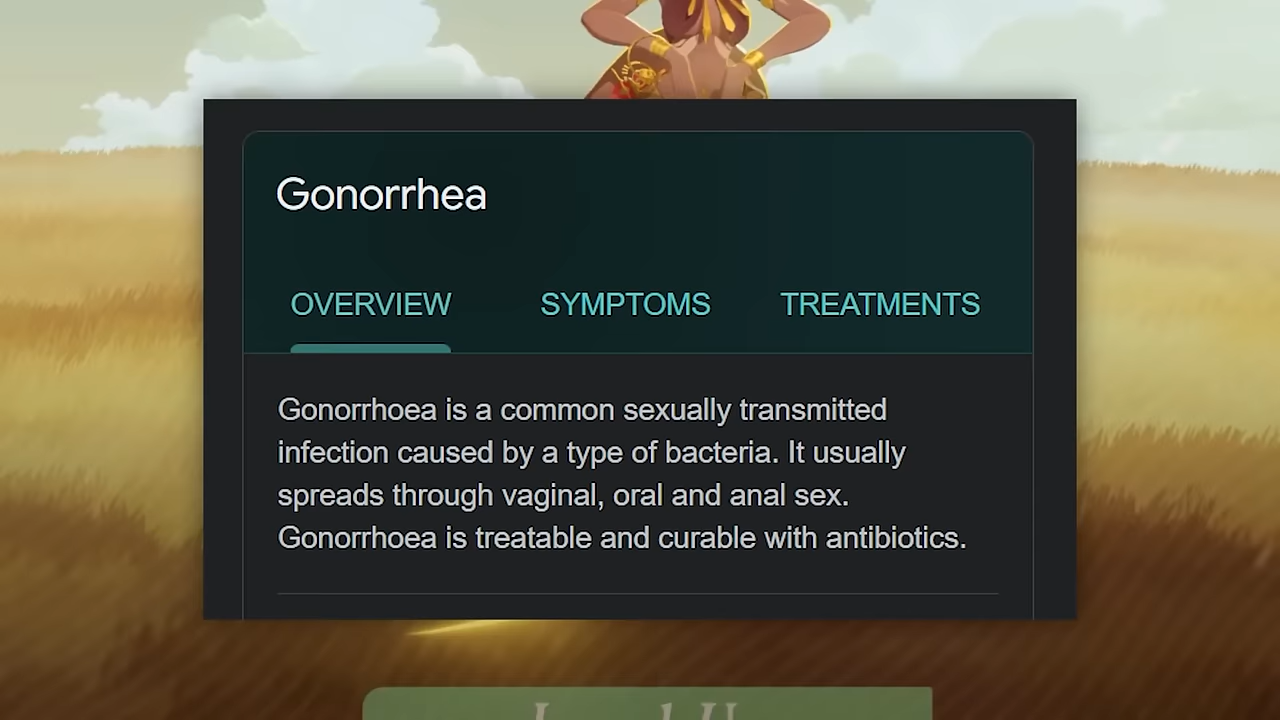 Gonorrhea
OVERVIEW SYMPTOMS TREATMENTS
Gonorrhoea is a common sexually transmitted
infection caused by a type of bacteria. It usually
spreads through vaginal, oral and anal sex.
Gonorrhoea is treatable and curable with antibiotics.